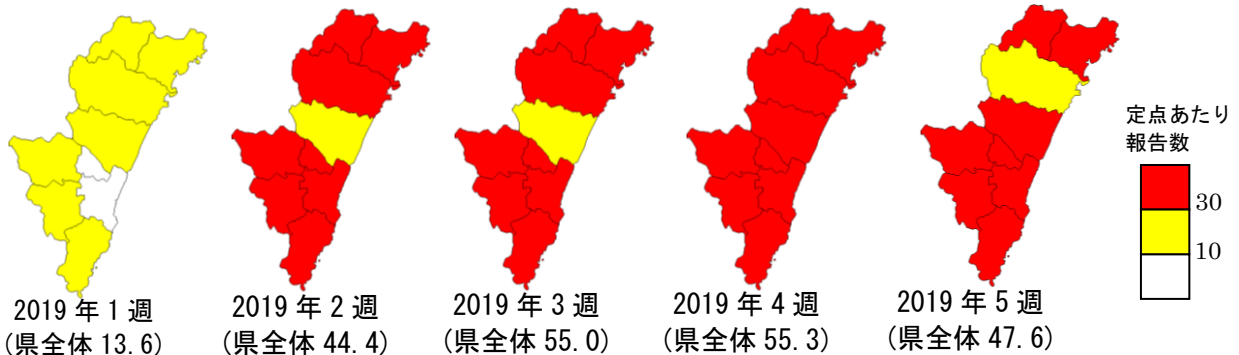 定点あたり
報告数
30
10
2019 年 1 週
(県全体 13.6)
2019 年 2 週
(県全体 44.4)
2019 年 3 週
(県全体 55.0)
2019 年 4 週
(県全体 55.3)
2019 年 5 週
(県全体 47.6)